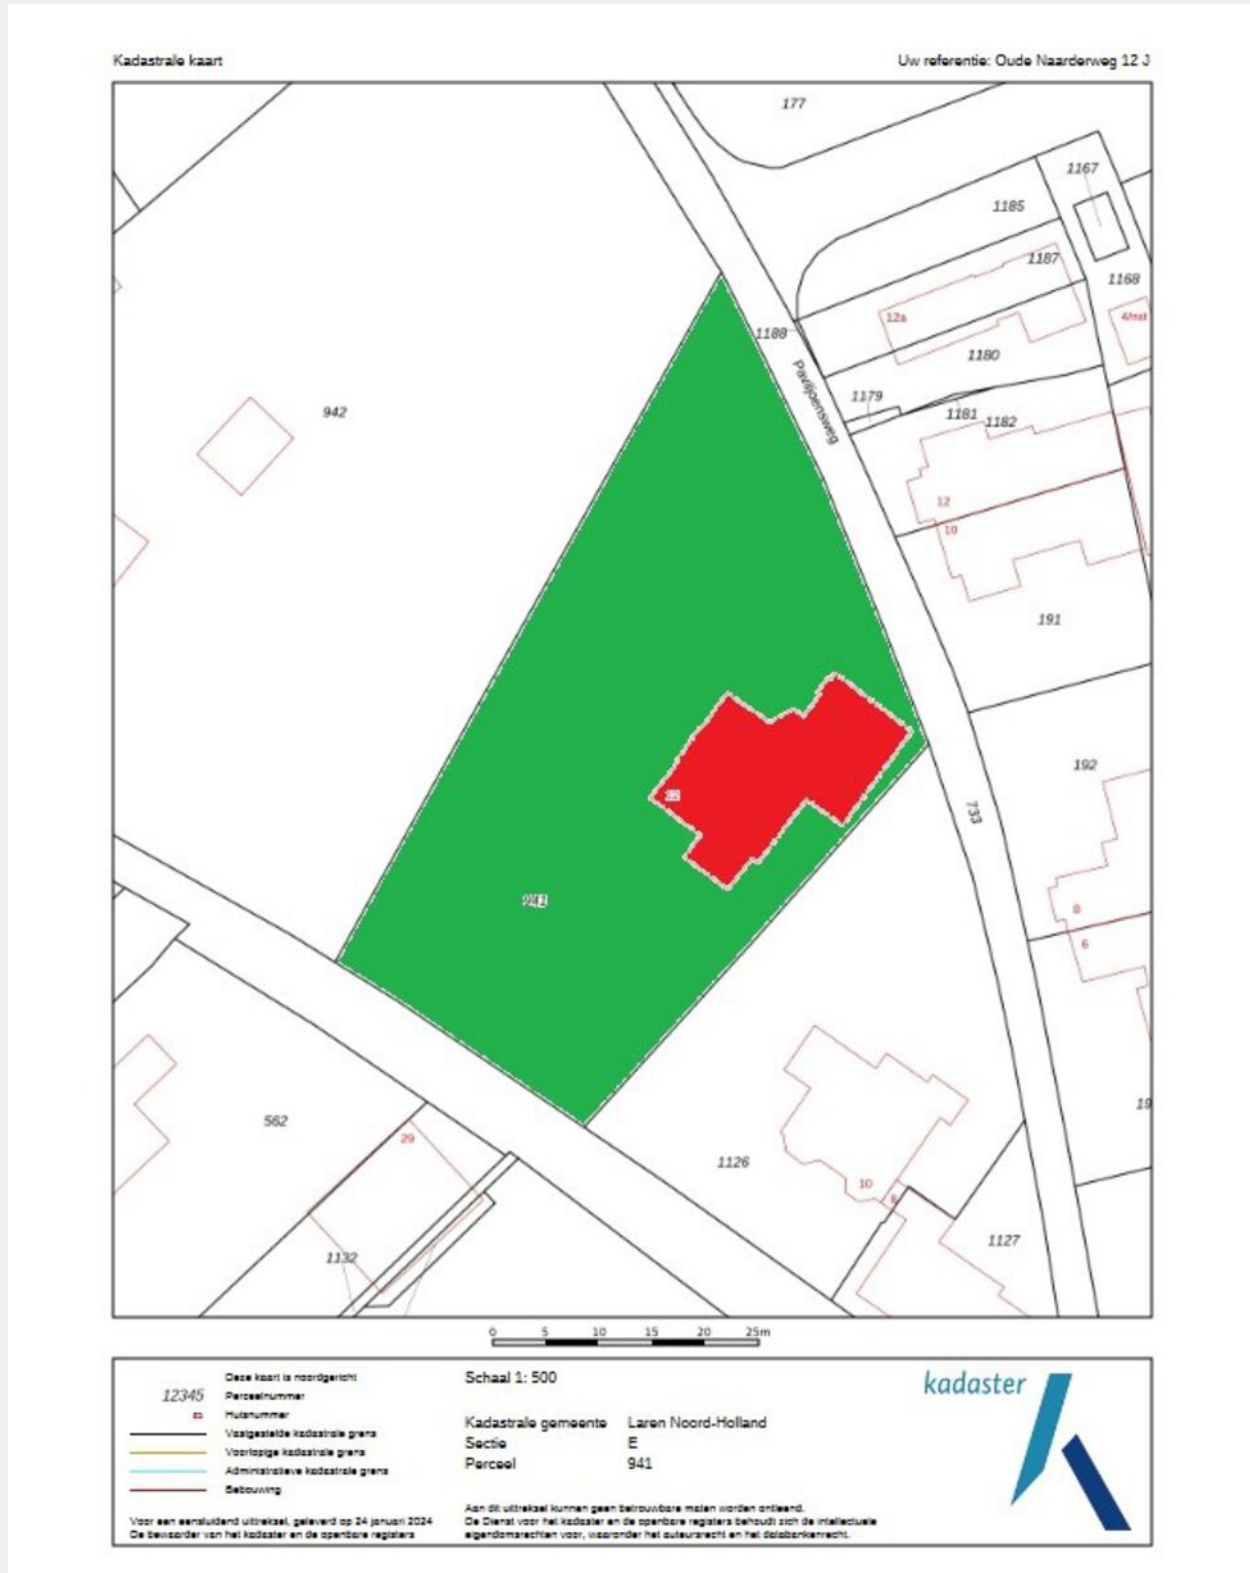 Kadastrale kaart
Uw referentie: Oude Naarderweg 12 J
177
1167
1185
1187
1168
12a
4/nst
1188
1180
Paviljoensweg
1179
942
1181
1182
12
10
191
192
733
941
8
6
19
562
29
1126
10
8
1132
1127
0 5 10 15 20 25m
Deze kaart is noordgericht
12345 Perceelnummer
Huisnummer
Vastgestelde kadastrale grens
Voorlopige kadastrale grens
Administratieve kadastrale grens
Bebouwing
Voor een eensluidend uittreksel, geleverd op 24 januari 2024
De bewaarder van het kadaster en de openbare registers
Schaal 1: 500
Kadastrale gemeente Laren Noord-Holland
Sectie E
Perceel 941
Aan dit uittreksel kunnen geen betrouwbare maten worden ontleend.
De Dienst voor het kadaster en de openbare registers behoudt zich de intellectuele
eigendomsrechten voor, waaronder het auteursrecht en het databankenrecht.
kadaster